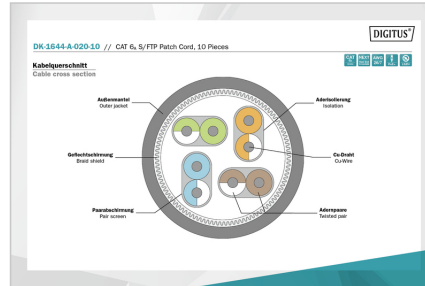 DIGITUS®
DK-1644-A-020-10 // CAT 6A S/FTP Patch Cord, 10 Pieces
Kabelquerschnitt
Cable cross section
Außenmantel
Outer jacket
Aderisolierung
Isolation
Geflechtschirmung
Braid shield
Cu-Draht
Cu-Wire
Paarabschirmung
Pair screen
Adernpaare
Twisted pair